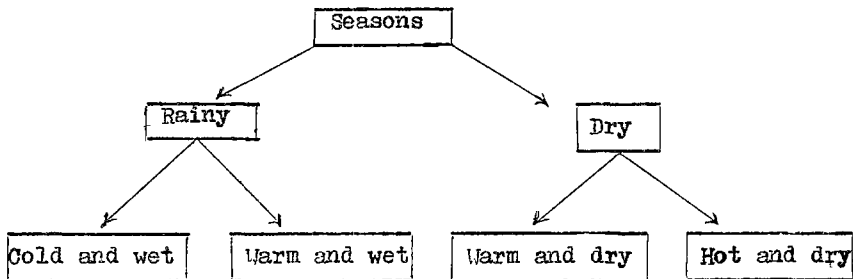 Seasons
Rainy
Dry
Cold and wet
Warm and wet
Warm and dry
Hot and dry